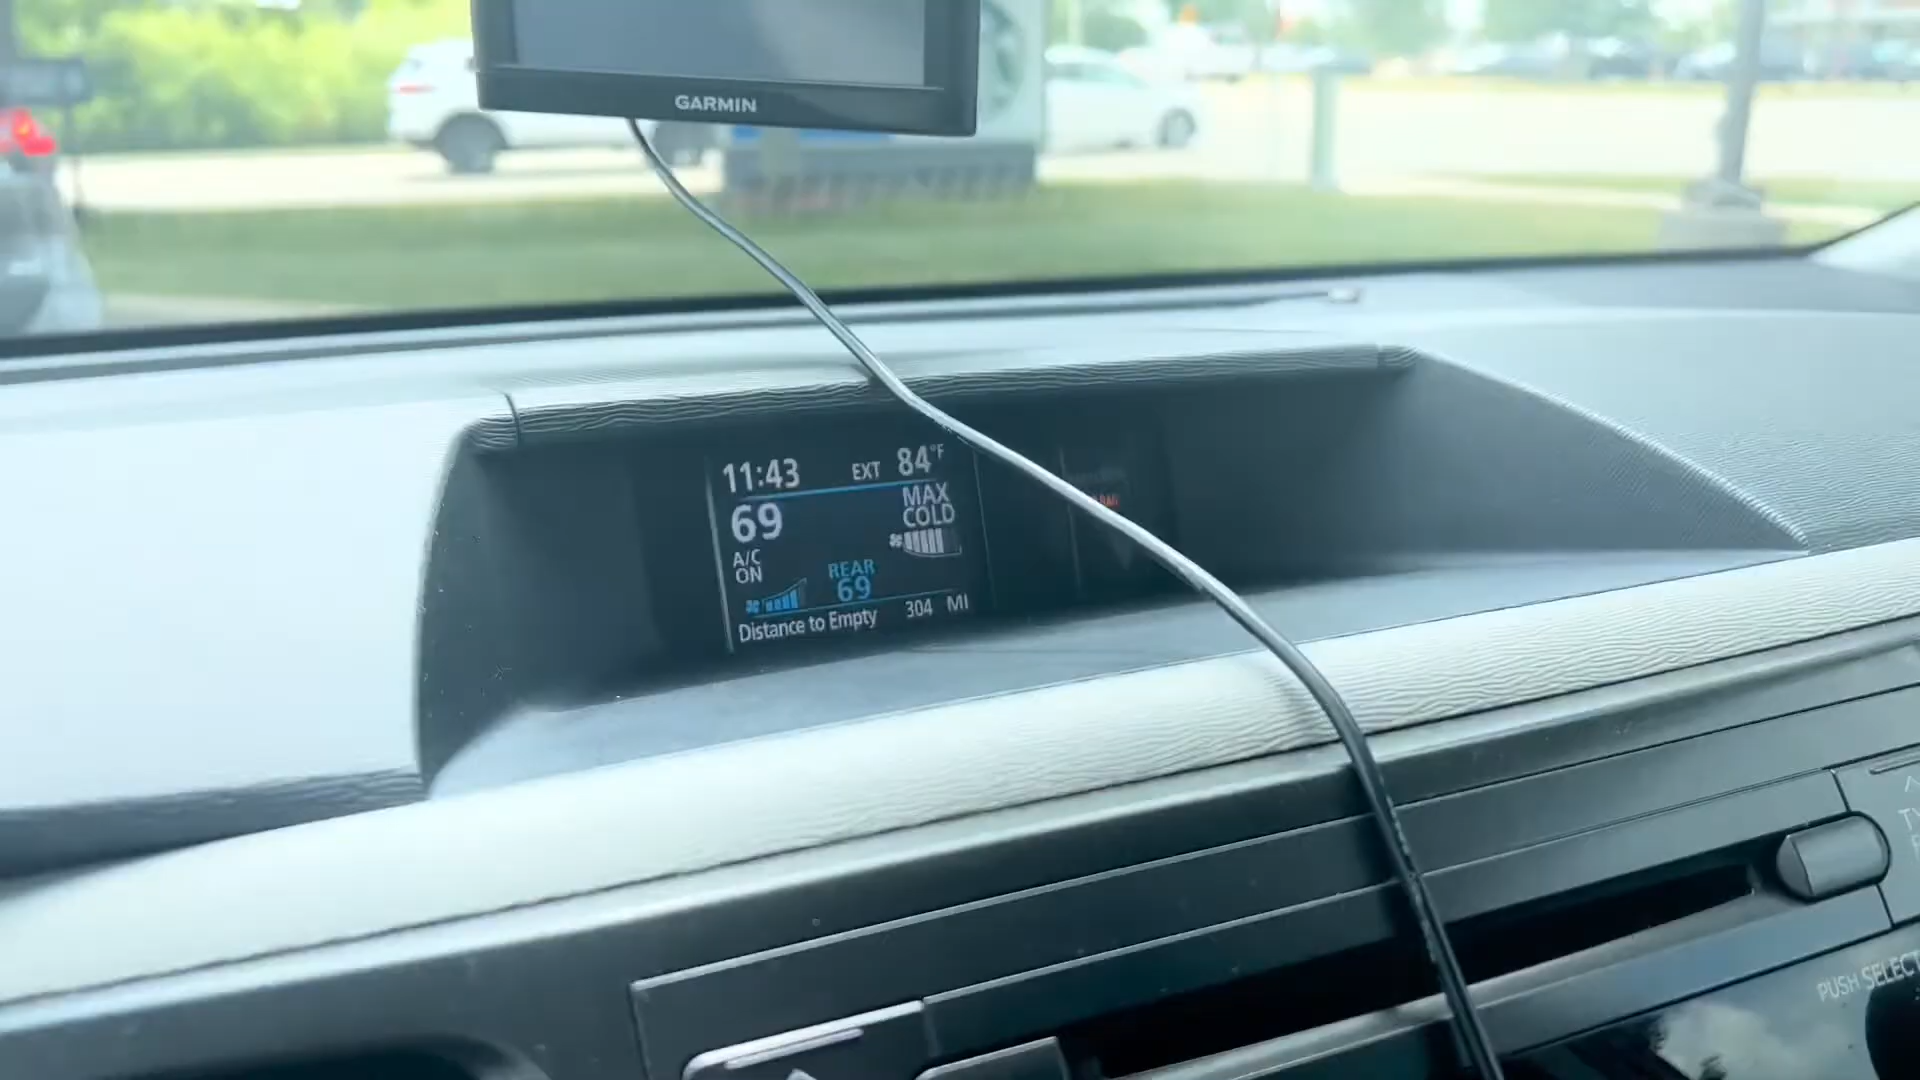 GARMIN
11:43 EXT 84°F
69 MAX COLD
A/C ON
REAR
69
Distance to Empty 304 MI
PUSH SELECT